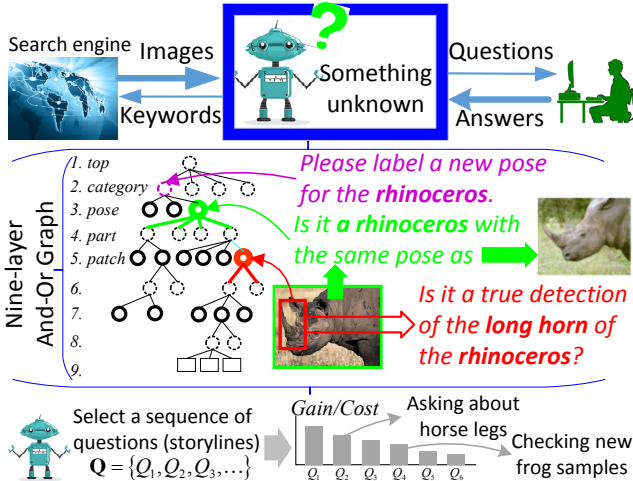 Search engine
Images
Keywords
?
Something
unknown
Questions
Answers
Nine-layer
And-Or Graph
1. top
2. category
3. pose
4. part
5. patch
6.
7.
8.
9.
Please label a new pose
for the rhinoceros.
Is it a rhinoceros with
the same pose as
Is it a true detection
of the long horn of
the rhinoceros?
Select a sequence of
questions (storylines)
Q = {Q1, Q2, Q3, ...}
Gain/Cost
Asking about
horse legs
Checking new
frog samples
Q1 Q2 Q3 Q4 Q5 Q6